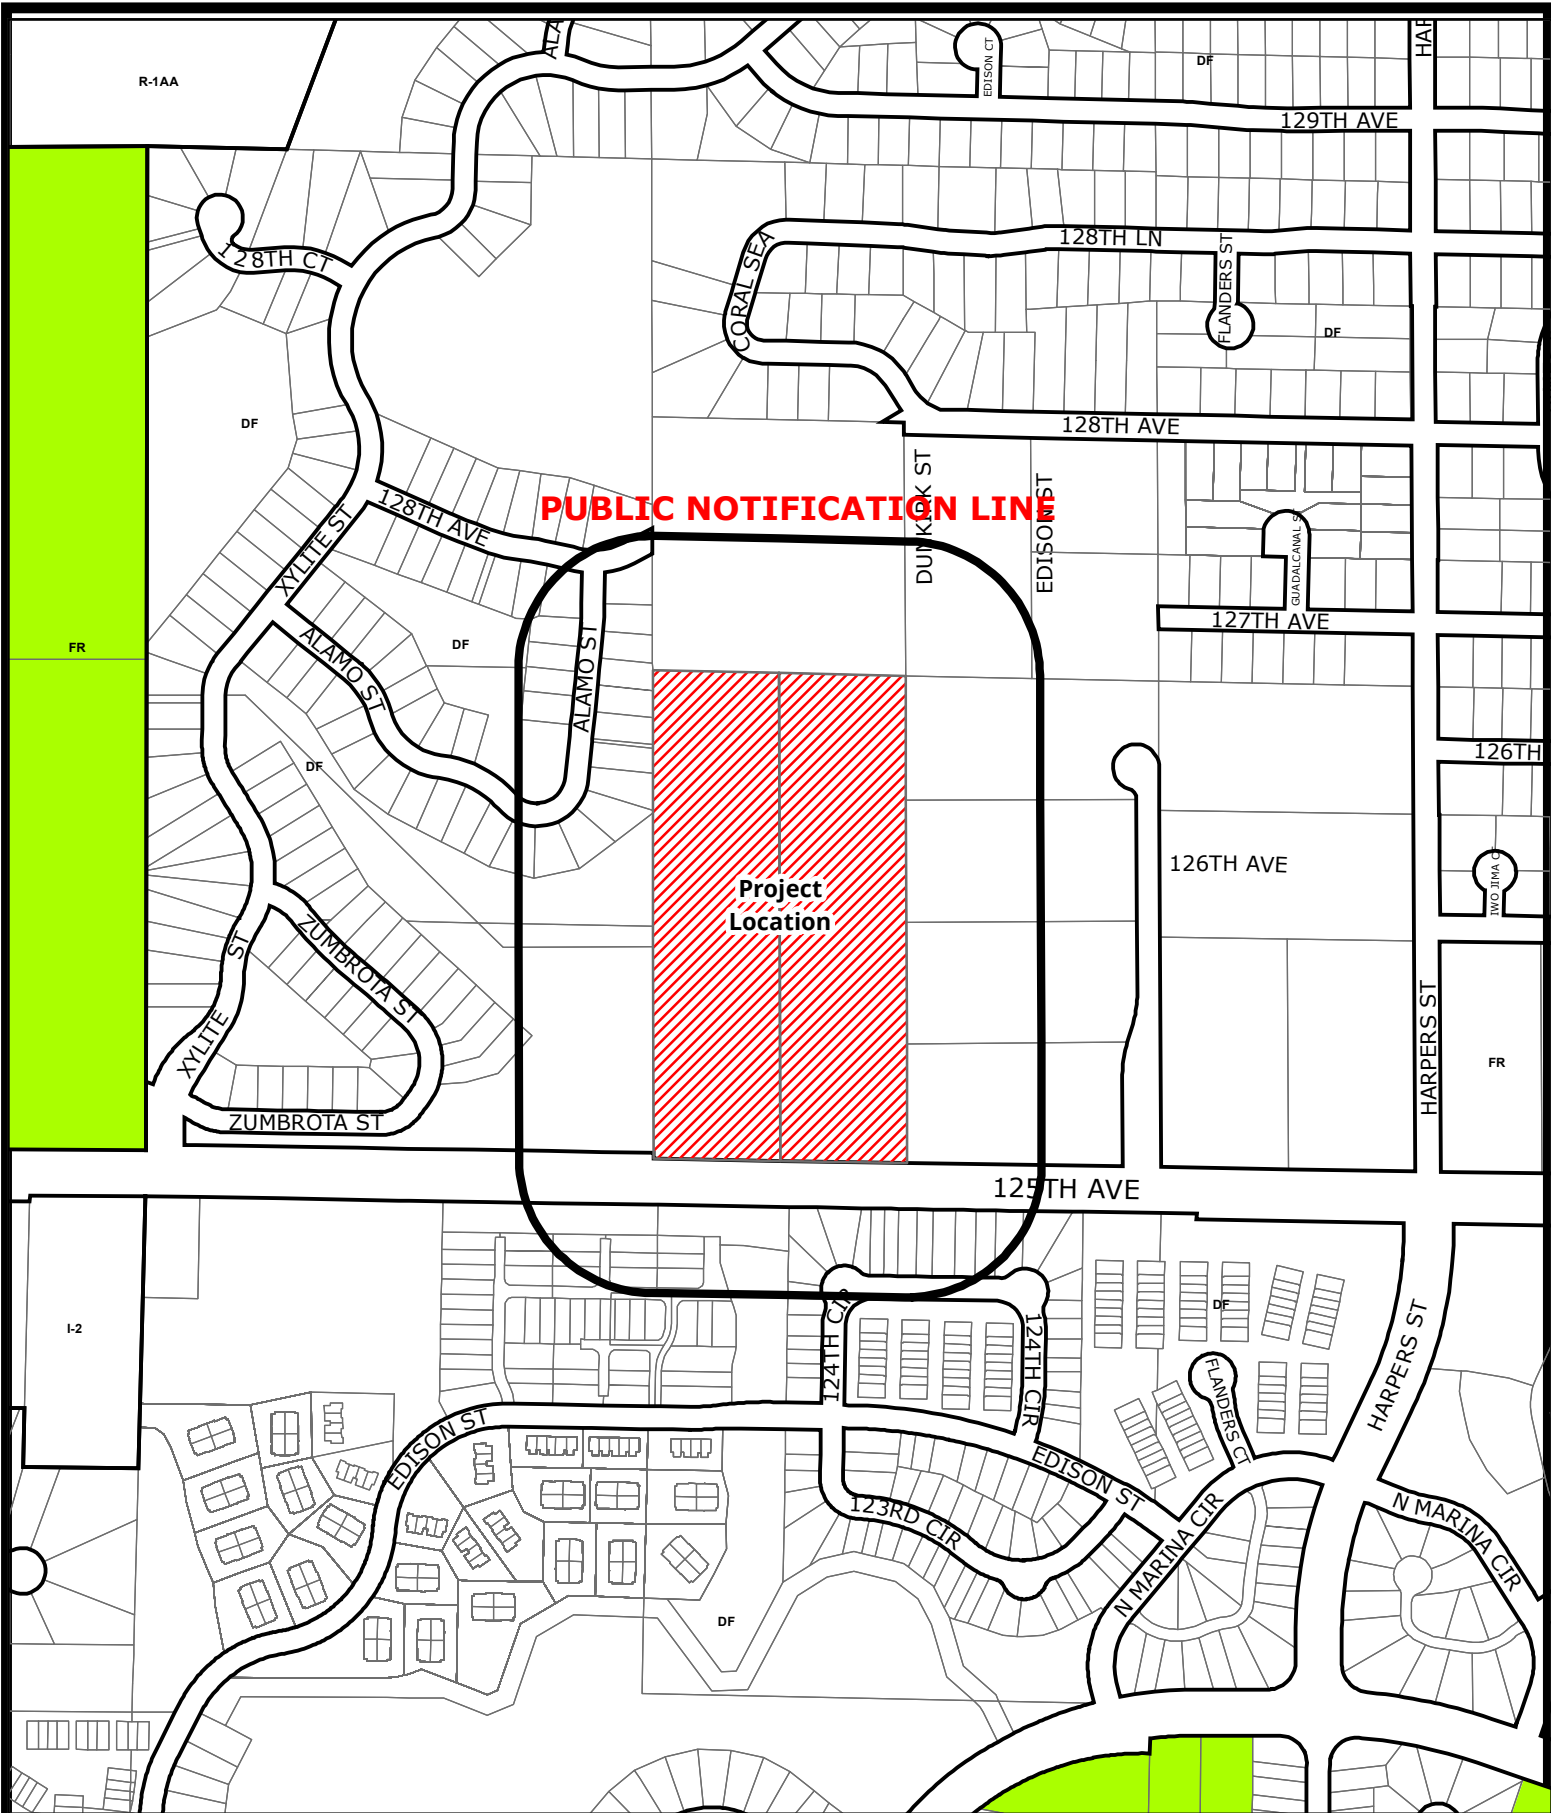 ALA
HAR
EDISON CT
DF
R-1AA
129TH AVE
128TH CT
CORAL SEA
128TH LN
FLANDERS ST
DF
DF
128TH AVE
DUNKIRK ST
EDISON ST
PUBLIC NOTIFICATION LINE
128TH AVE
XYLITE ST
GUADALCANAL ST
127TH AVE
ALAMO ST
DF
ALAMO ST
FR
DF
126TH
126TH AVE
Project
Location
IWO JIMA CT
ZUMBROTA ST
XYLITE ST
HARPERS ST
FR
ZUMBROTA ST
125TH AVE
I-2
124TH CIR
124TH CIR
DF
HARPERS ST
FLANDERS CT
EDISON ST
EDISON ST
123RD CIR
N MARINA CIR
N MARINA CIR
DF